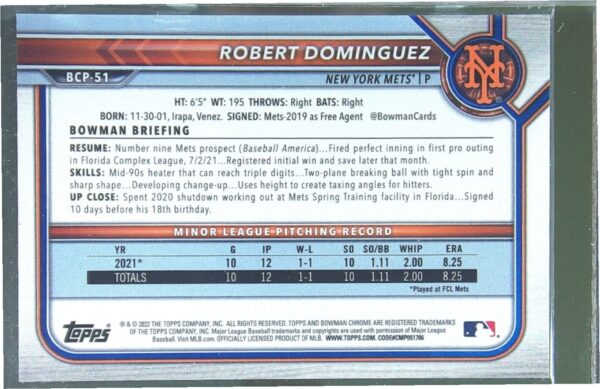 ROBERT DOMINGUEZ
BCP-51
NEW YORK METS® | P
NY
HT: 6'5" WT: 195 THROWS: Right BATS: Right
BORN: 11-30-01, Irapa, Venez. SIGNED: Mets-2019 as Free Agent @BowmanCards
BOWMAN BRIEFING
RESUME: Number nine Mets prospect (Baseball America)...Fired perfect inning in first pro outing
in Florida Complex League, 7/2/21...Registered initial win and save later that month.
SKILLS: Mid-90s heater that can reach triple digits...Two-plane breaking ball with tight spin and
sharp shape...Developing change-up...Uses height to create taxing angles for hitters.
UP CLOSE: Spent 2020 shutdown working out at Mets Spring Training facility in Florida...Signed
10 days before his 18th birthday.
MINOR LEAGUE PITCHING RECORD
YR G IP W-L SO SO/BB WHIP ERA
2021* 10 12 1-1 10 1.11 2.00 8.25
TOTALS 10 12 1-1 10 1.11 2.00 8.25
*Played at FCL Mets
Topps
® & © 2022 THE TOPPS COMPANY, INC. ALL RIGHTS RESERVED. TOPPS AND BOWMAN CHROME ARE REGISTERED TRADEMARKS
OF THE TOPPS COMPANY, INC. Major League Baseball trademarks and copyrights are used with permission of Major League
Baseball. Visit MLB.com. OFFICIALLY LICENSED PRODUCT OF MLB. WWW.TOPPS.COM. CODE#CMP051706